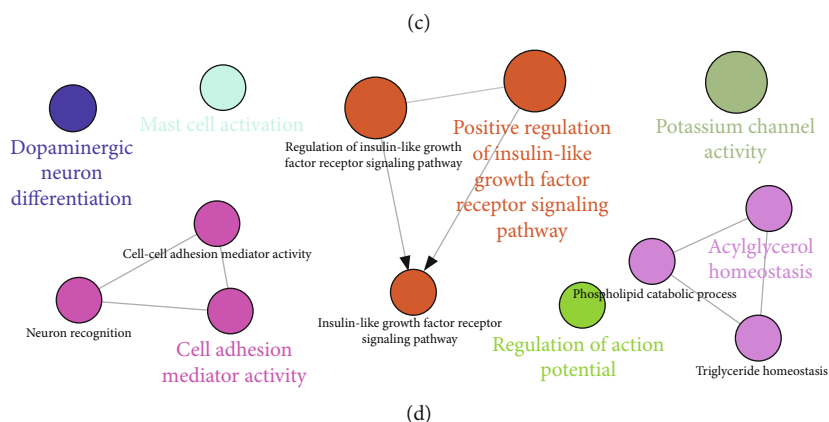 (c)
Dopaminergic
neuron
differentiation
Mast cell activation
Regulation of insulin-like growth
factor receptor signaling pathway
Positive regulation
of insulin-like
growth factor
receptor signaling
pathway
Potassium channel
activity
Cell-cell adhesion mediator activity
Neuron recognition
Cell adhesion
mediator activity
Insulin-like growth factor receptor
signaling pathway
Acylglycerol
homeostasis
Phospholipid catabolic process
Regulation of action
potential
Triglyceride homeostasis
(d)